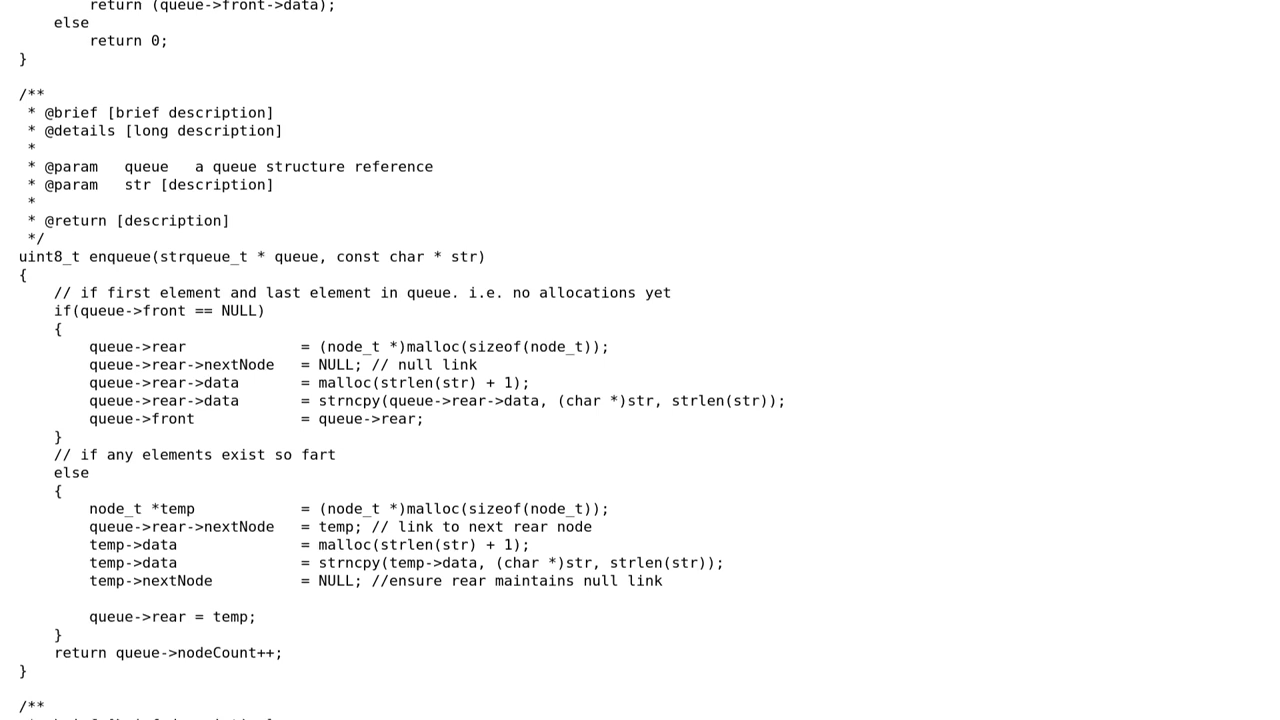 return (queue->front->data);
else
return 0;
}
/**
* @brief [brief description]
* @details [long description]
*
* @param   queue   a queue structure reference
* @param   str [description]
*
* @return [description]
*/
uint8_t enqueue(strqueue_t * queue, const char * str)
{
// if first element and last element in queue. i.e. no allocations yet
if(queue->front == NULL)
{
queue->rear             = (node_t *)malloc(sizeof(node_t));
queue->rear->nextNode   = NULL; // null link
queue->rear->data       = malloc(strlen(str) + 1);
queue->rear->data       = strncpy(queue->rear->data, (char *)str, strlen(str));
queue->front            = queue->rear;
}
// if any elements exist so fart
else
{
node_t *temp            = (node_t *)malloc(sizeof(node_t));
queue->rear->nextNode   = temp; // link to next rear node
temp->data              = malloc(strlen(str) + 1);
temp->data              = strncpy(temp->data, (char *)str, strlen(str));
temp->nextNode          = NULL; //ensure rear maintains null link
queue->rear = temp;
}
return queue->nodeCount++;
}
/**